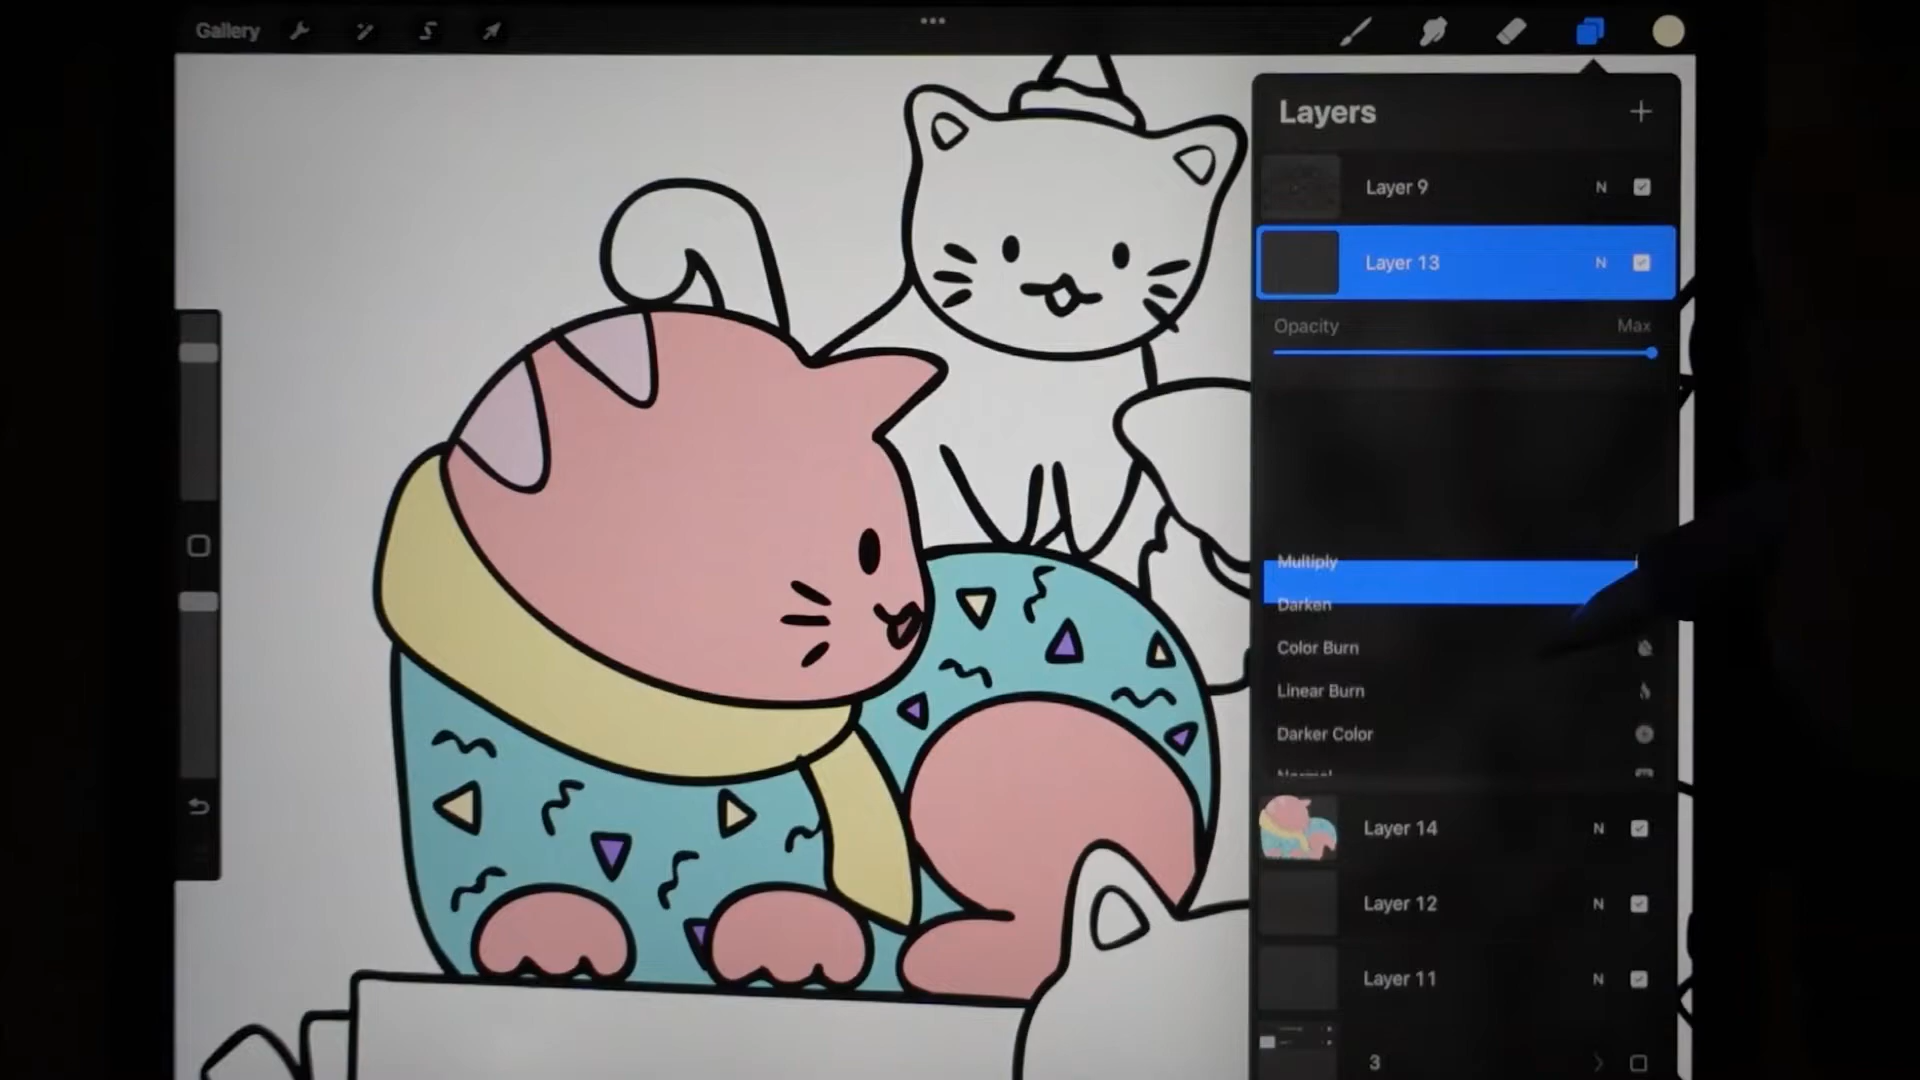 Gallery
Layers
Layer 9 N
Layer 13 N
Opacity Max
Multiply
Darken
Color Burn
Linear Burn
Darker Color
Normal
Layer 14 N
Layer 12 N
Layer 11 N
3